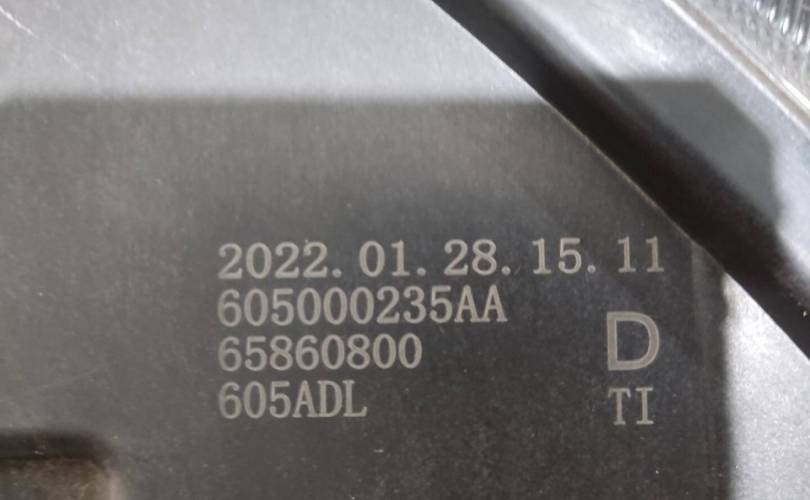 2022. 01. 28. 15. 11
605000235AA
65860800
605ADL
D
TI